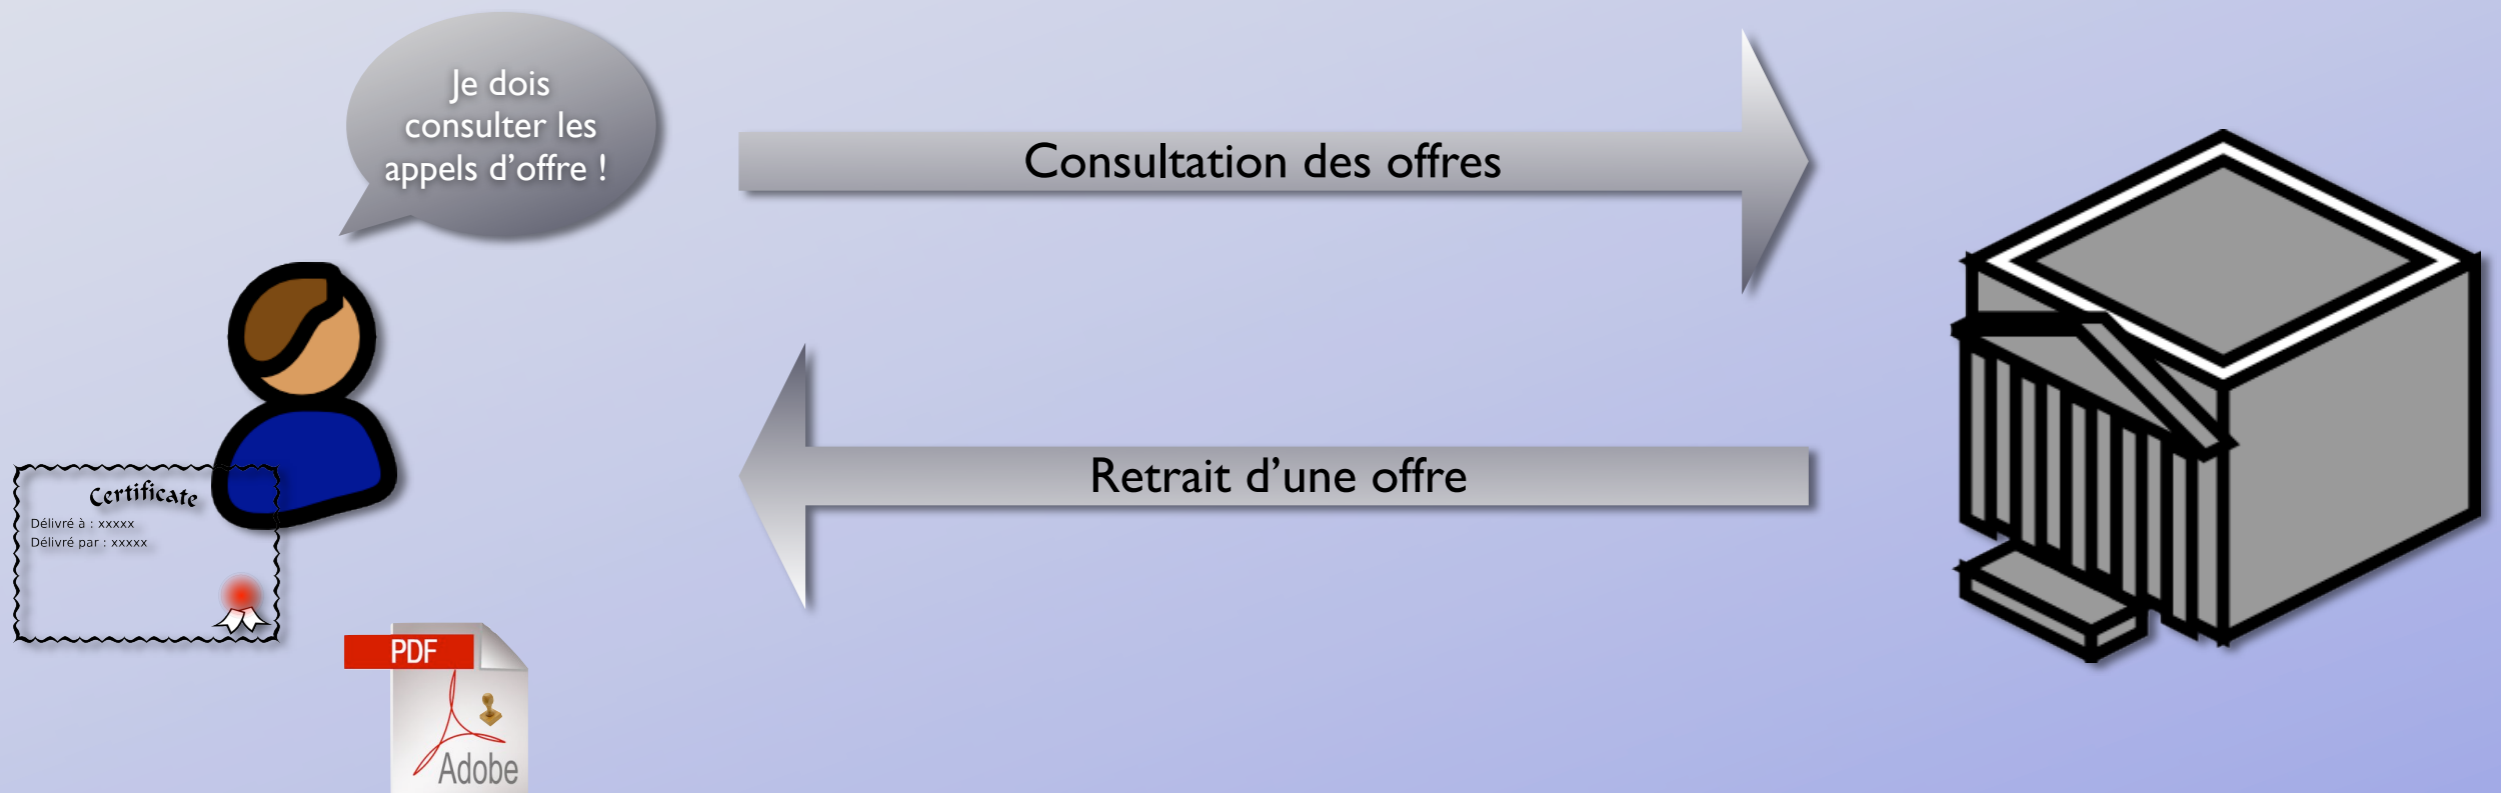 Je dois
consulter les
appels d’offre !
Consultation des offres
Retrait d’une offre
Certificate
Délivré à : xxxxx
Délivré par : xxxxx
PDF
Adobe